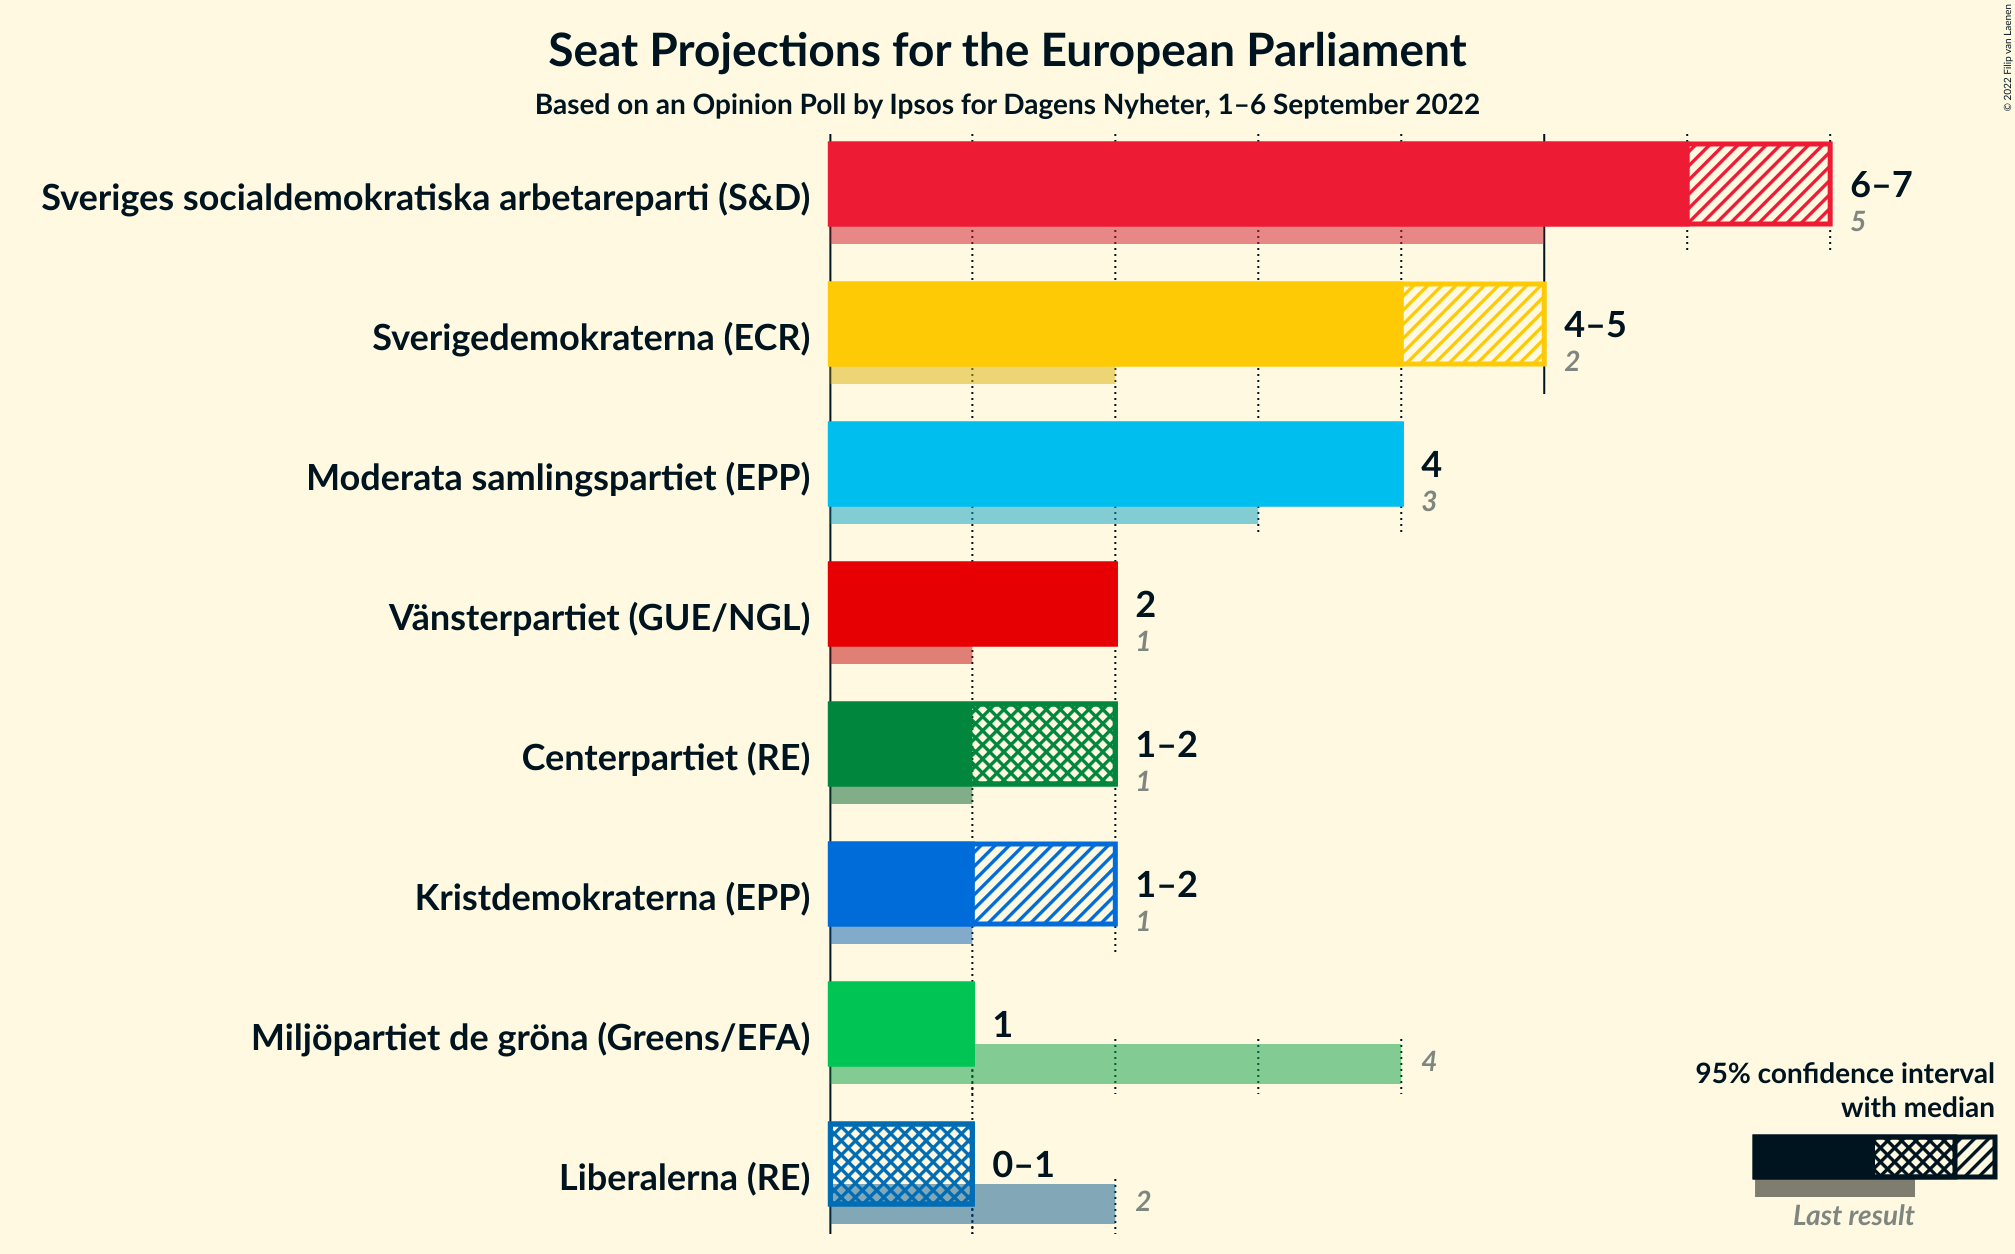 Seat Projections for the European Parliament
Based on an Opinion Poll by Ipsos for Dagens Nyheter, 1–6 September 2022
© 2022 Filip van Laenen
Sveriges socialdemokratiska arbetareparti (S&D)
6–7
5
Sverigedemokraterna (ECR)
4–5
2
Moderata samlingspartiet (EPP)
4
3
Vänsterpartiet (GUE/NGL)
2
1
Centerpartiet (RE)
1–2
1
Kristdemokraterna (EPP)
1–2
1
Miljöpartiet de gröna (Greens/EFA)
1
4
Liberalerna (RE)
0–1
2
95% confidence interval
with median
Last result